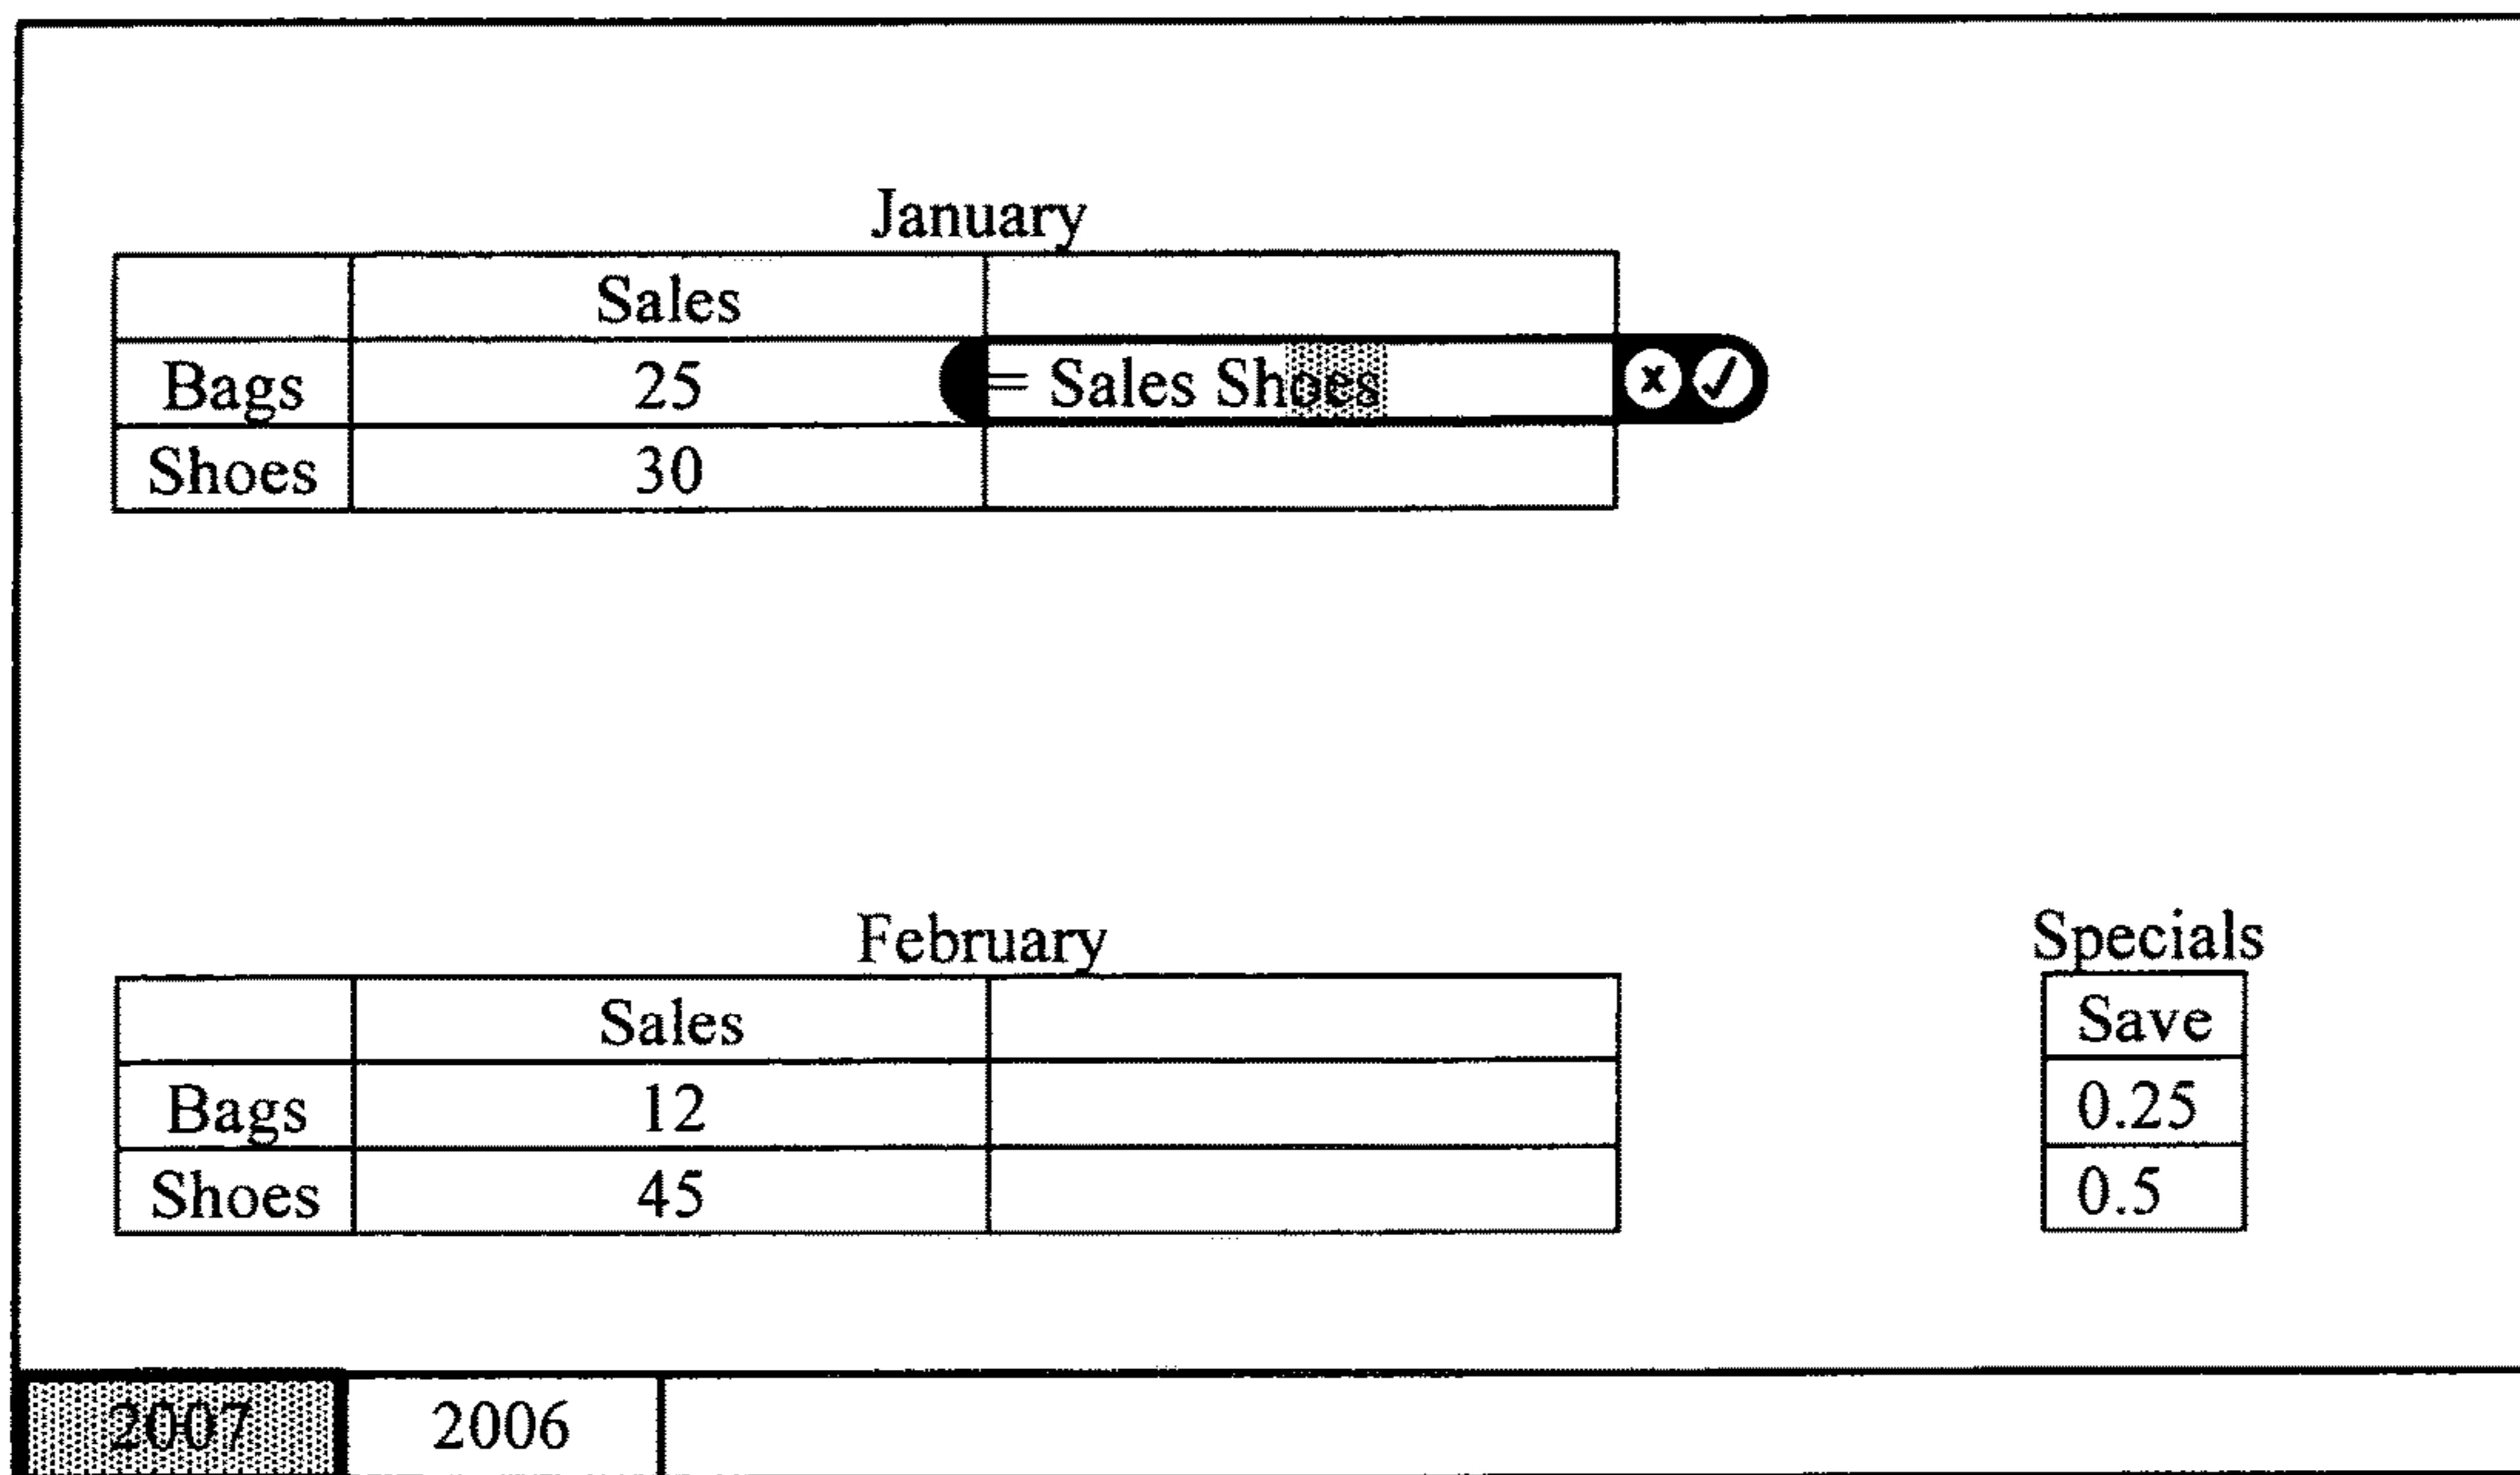 January
Sales
Bags 25 = Sales Shoes x ✓
Shoes 30
February
Sales
Bags 12
Shoes 45
Specials
Save
0.25
0.5
2007 2006